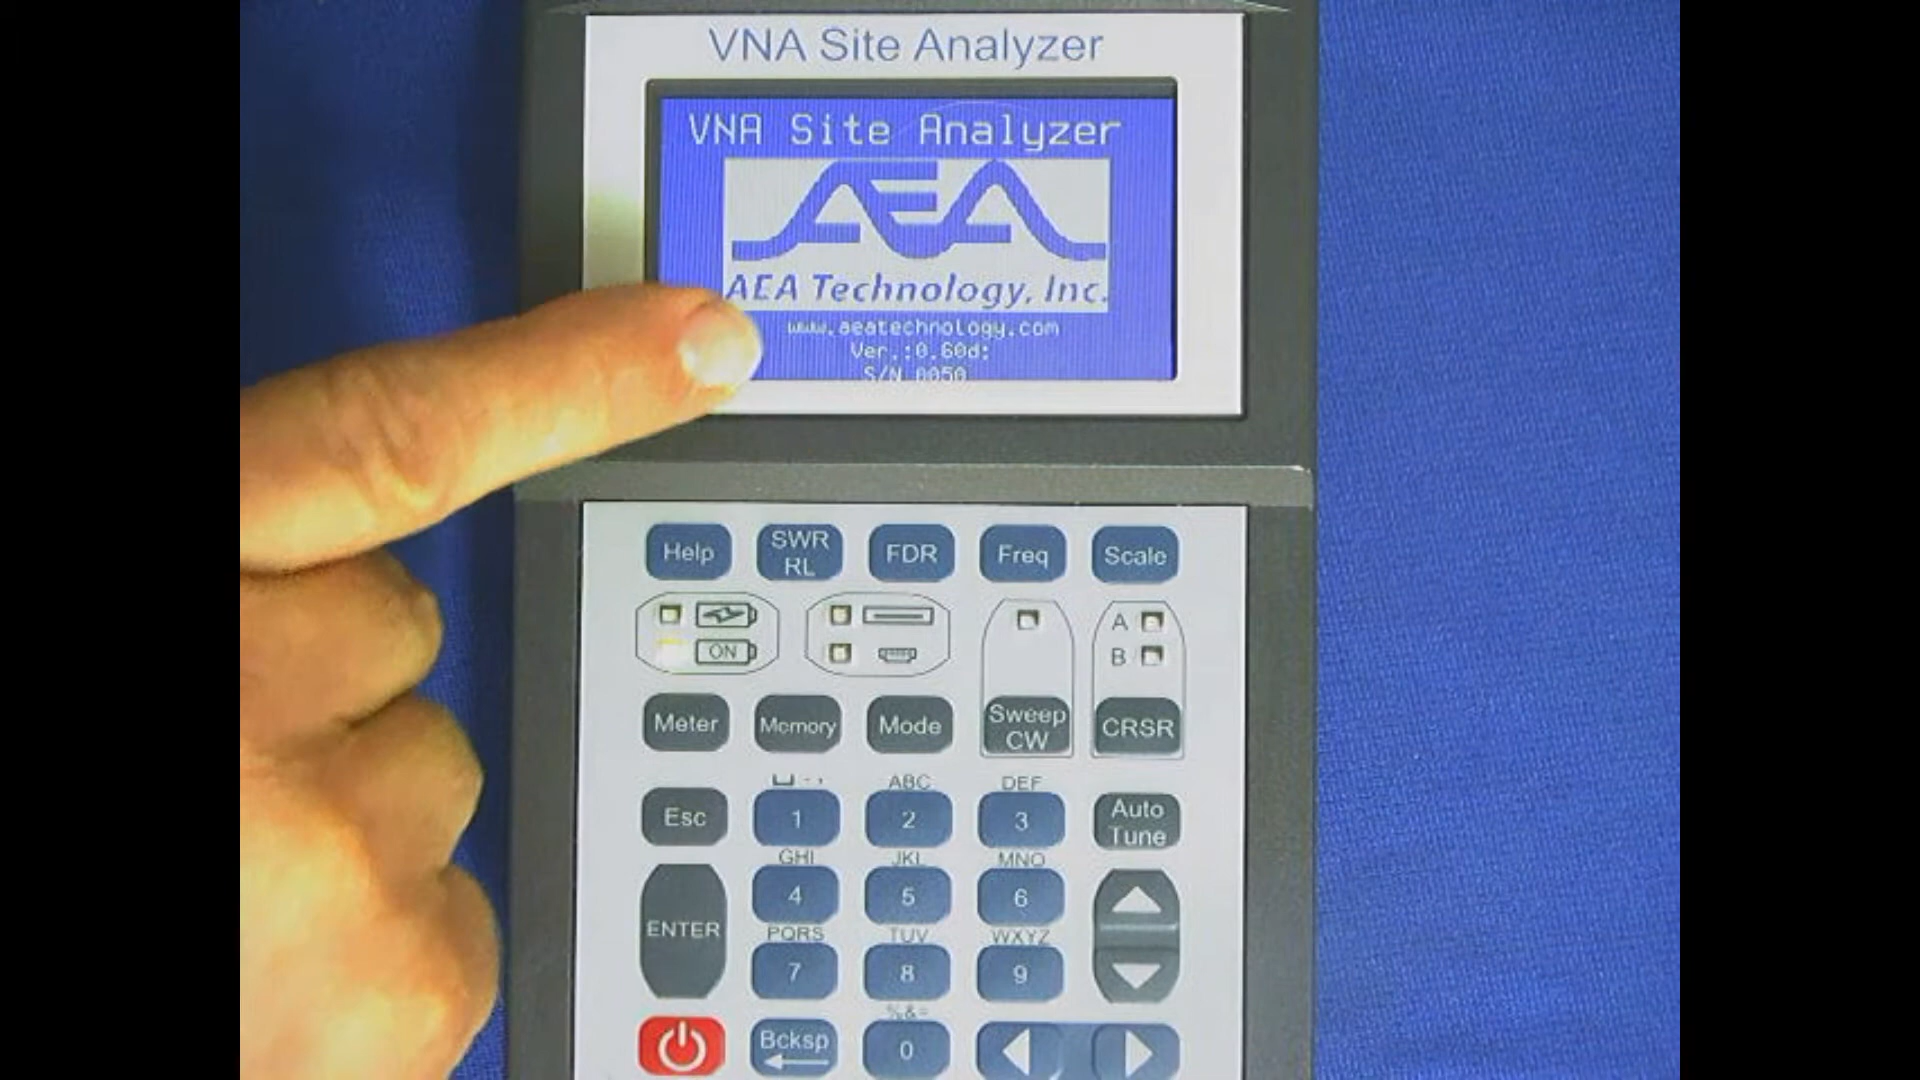 VNA Site Analyzer
VNA Site Analyzer
AEA
AEA Technology, Inc.
www.aeatechnology.com
Ver.:0.60d:
S/N 0050
Help
SWR
RL
FDR
Freq
Scale
A
ON
B
Meter
Memory
Mode
Sweep
CW
CRSR
ABC
DEF
Esc
1
2
3
Auto
Tune
GHI
JKL
MNO
4
5
6
ENTER
PQRS
TUV
WXYZ
7
8
9
%&=
Bcksp
0